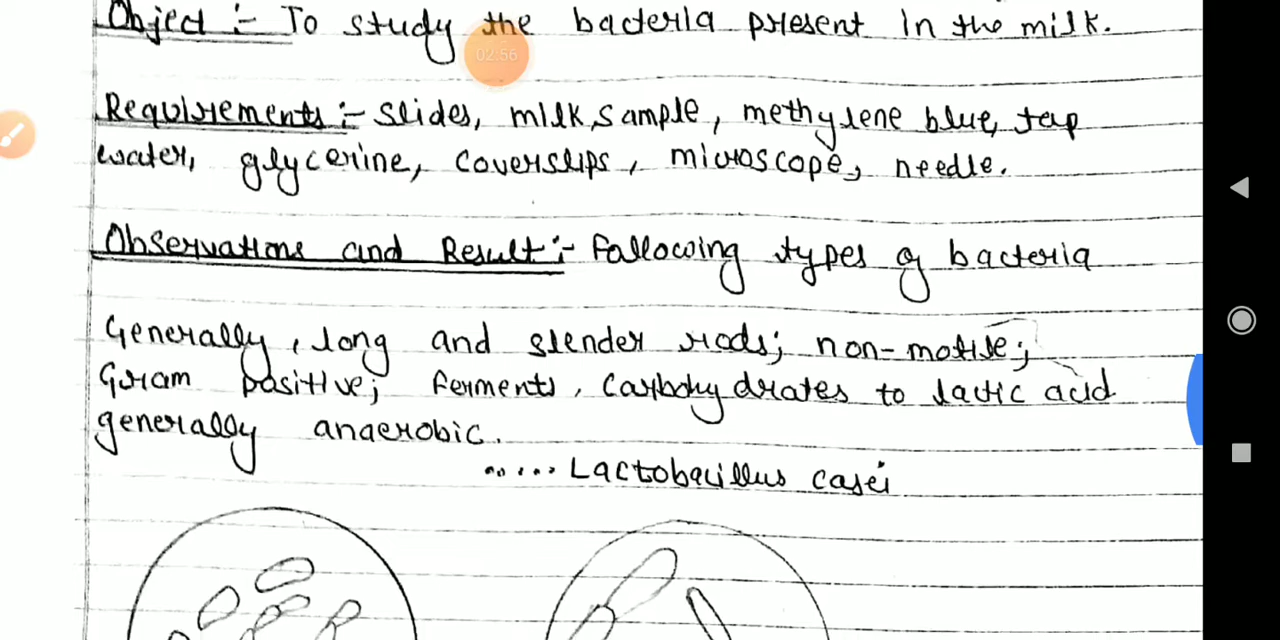 Object :- To study the bacteria present in the milk.
02:56
Requirements :- slides, milk sample, methylene blue, tap
water, glycerine, coverslips, microscope, needle.
Observations and Result :- Following types of bacteria
Generally, long and slender rods; non-motile;
Gram positive; ferments, carbohydrates to lactic acid
generally anaerobic.
..... Lactobacillus casei